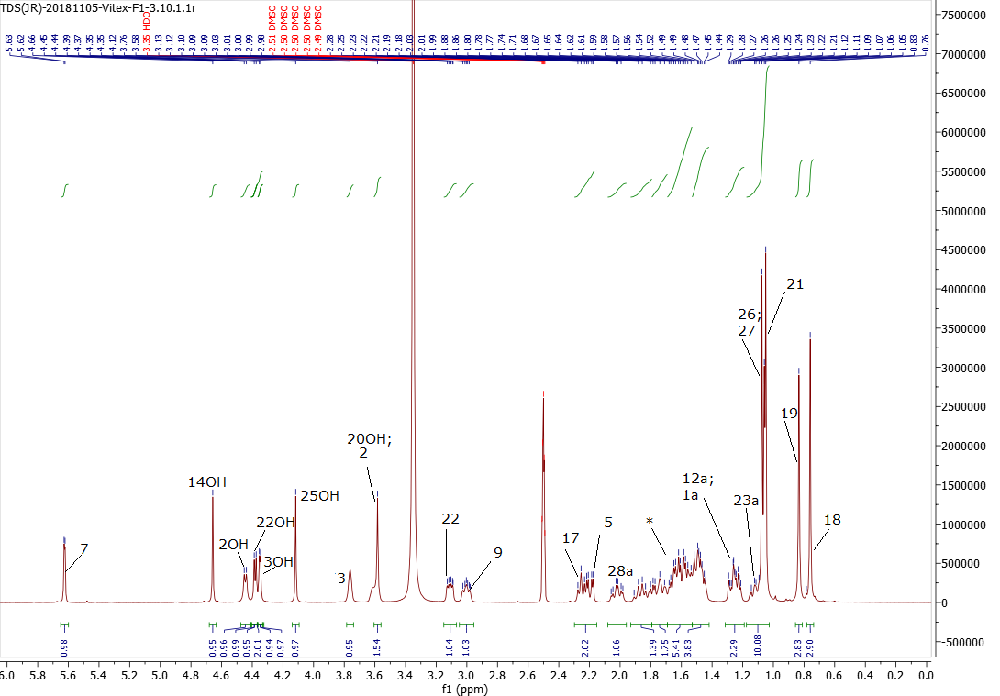 TDS(JR)-20181105-Vitex-F1-3.10.1.1r
5.63 5.62 4.66 4.45 4.44 4.39 4.37 4.35 4.35 4.12 3.76 3.58 3.35 HDO 3.13 3.12 3.10 3.09 3.09 3.03 3.01 3.00 2.99 2.98 2.51 DMSO 2.50 DMSO 2.50 DMSO 2.50 DMSO 2.49 DMSO 2.28 2.25 2.23 2.22 2.21 2.19 2.18 2.03 2.01 1.99 1.88 1.86 1.80 1.78 1.77 1.74 1.71 1.68 1.67 1.65 1.64 1.62 1.61 1.59 1.58 1.57 1.56 1.54 1.52 1.49 1.49 1.48 1.47 1.45 1.44 1.29 1.28 1.27 1.26 1.26 1.25 1.24 1.23 1.22 1.21 1.12 1.11 1.09 1.07 1.06 1.05 0.83 0.76
7500000
7000000
6500000
6000000
5500000
5000000
4500000
4000000
3500000
3000000
2500000
2000000
1500000
1000000
500000
0
-500000
7
14OH
2OH
22OH
3OH
25OH
3
20OH;
2
22
9
17
5
28a
*
12a;
1a
23a
26;
27
21
19
18
0.98 0.95 0.96 0.99 0.95 2.01 0.94 0.97 0.97 0.95 1.54 1.04 1.03 2.02 1.06 1.39 1.75 5.41 3.83 2.29 10.08 2.83 2.90
6.0 5.8 5.6 5.4 5.2 5.0 4.8 4.6 4.4 4.2 4.0 3.8 3.6 3.4 3.2 3.0 2.8 2.6 2.4 2.2 2.0 1.8 1.6 1.4 1.2 1.0 0.8 0.6 0.4 0.2 0.0
f1 (ppm)